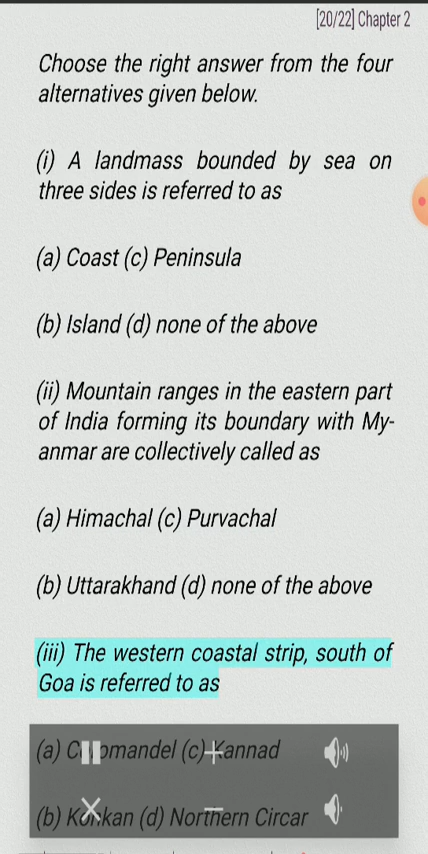 [20/22] Chapter 2
Choose the right answer from the four
alternatives given below.
(i) A landmass bounded by sea on
three sides is referred to as
(a) Coast (c) Peninsula
(b) Island (d) none of the above
(ii) Mountain ranges in the eastern part
of India forming its boundary with My-
anmar are collectively called as
(a) Himachal (c) Purvachal
(b) Uttarakhand (d) none of the above
(iii) The western coastal strip, south of
Goa is referred to as
(a) Coromandel (c) Kannad
(b) Konkan (d) Northern Circar